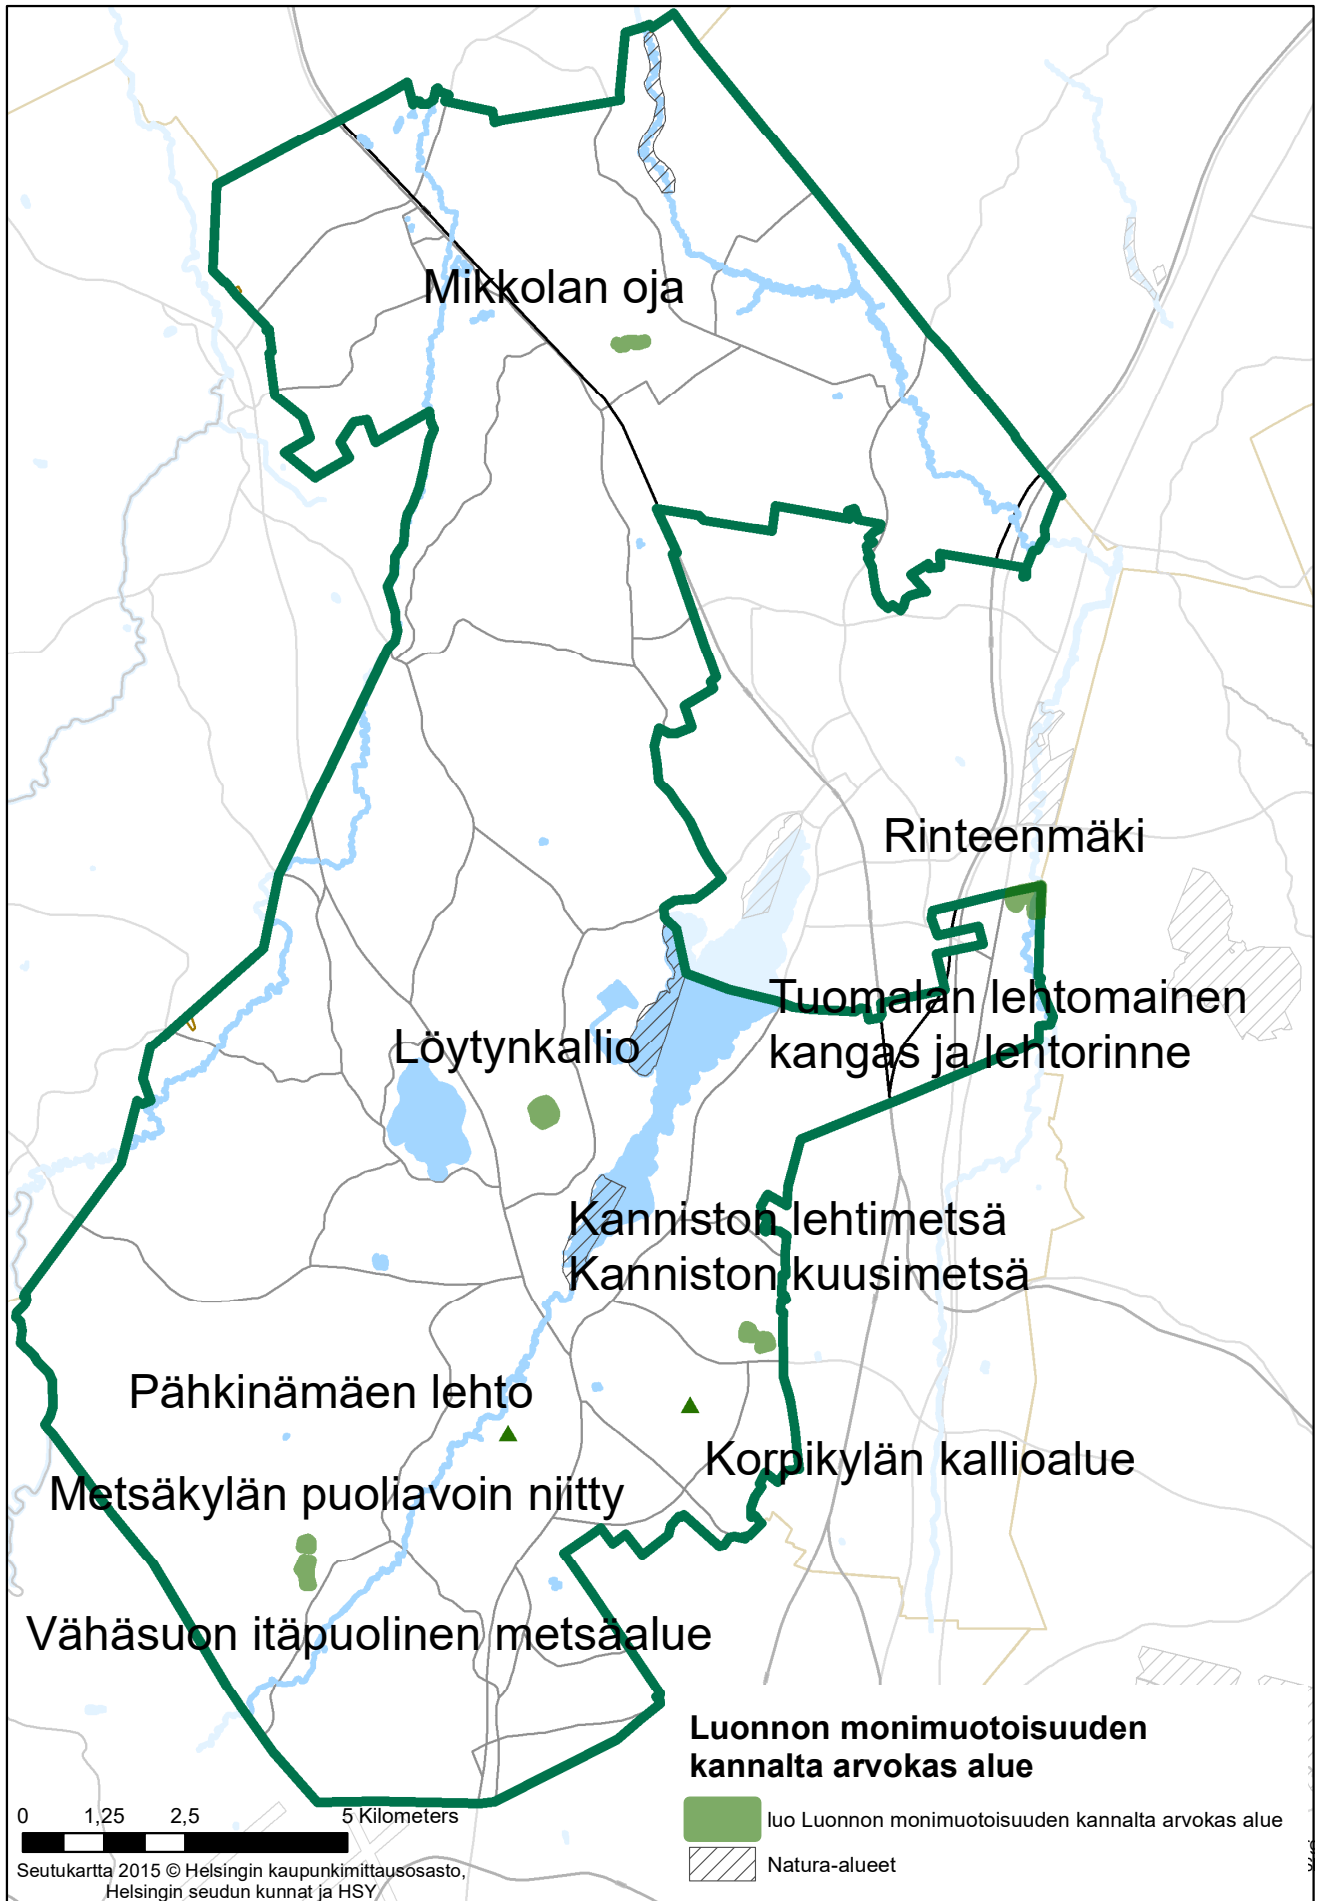 Mikkolan oja
Rinteenmäki
Tuomalan lehtomainen
kangas ja lehtorinne
Löytynkallio
Kanniston lehtimetsä
Kanniston kuusimetsä
Pähkinämäen lehto
Korpikylän kallioalue
Metsäkylän puoliavoin niitty
Vähäsuon itäpuolinen metsäalue
Luonnon monimuotoisuuden
kannalta arvokas alue
luo Luonnon monimuotoisuuden kannalta arvokas alue
Natura-alueet
0 1,25 2,5 5 Kilometers
Seutukartta 2015 © Helsingin kaupunkimittausosasto,
Helsingin seudun kunnat ja HSY